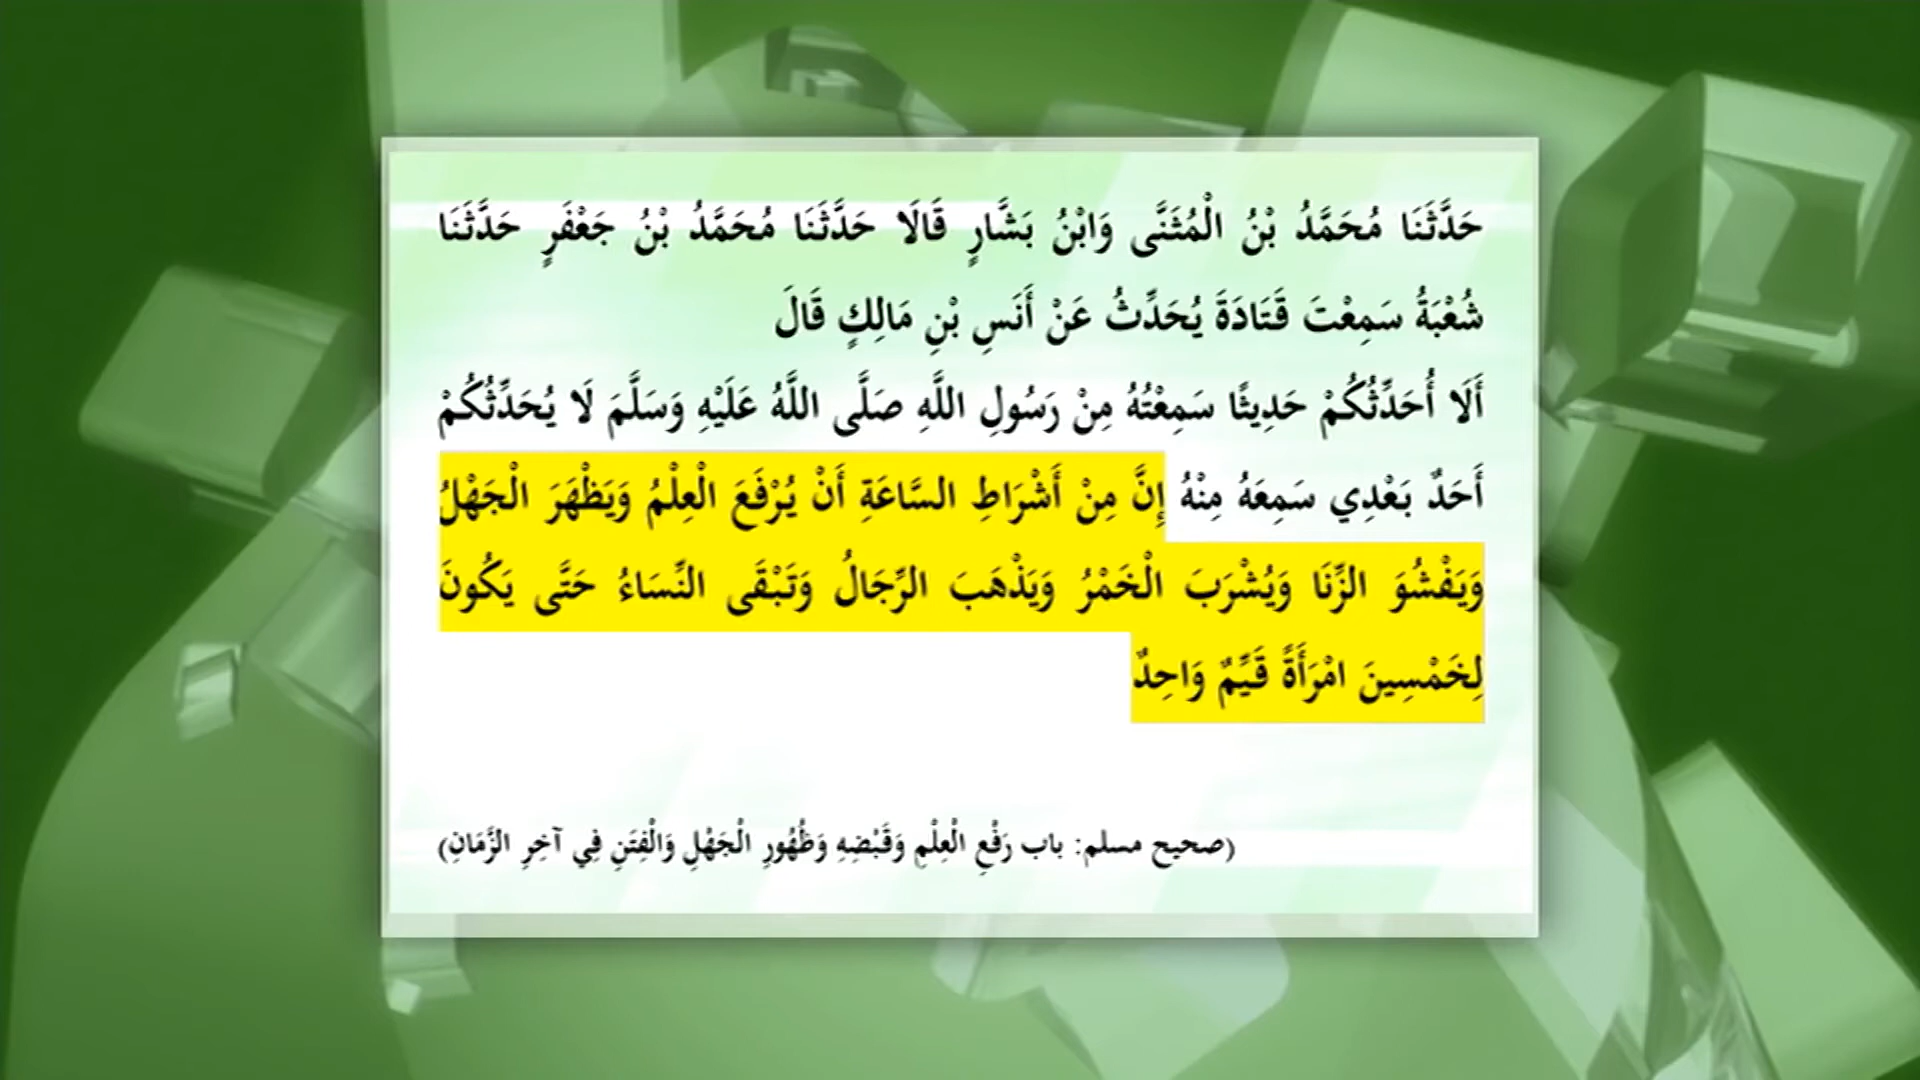 حَدَّثَنَا مُحَمَّدُ بْنُ الْمُثَنَّى وَابْنُ بَشَّارٍ قَالَا حَدَّثَنَا مُحَمَّدُ بْنُ جَعْفَرٍ حَدَّثَنَا
شُعْبَةُ سَمِعْتَ قَتَادَةَ يُحَدِّثُ عَنْ أَنَسِ بْنِ مَالِكٍ قَالَ
أَلَا أُحَدِّثُكُمْ حَدِيثًا سَمِعْتُهُ مِنْ رَسُولِ اللَّهِ صَلَّى اللَّهُ عَلَيْهِ وَسَلَّمَ لَا يُحَدِّثُكُمْ
أَحَدٌ بَعْدِي سَمِعَهُ مِنْهُ إِنَّ مِنْ أَشْرَاطِ السَّاعَةِ أَنْ يُرْفَعَ الْعِلْمُ وَيَظْهَرَ الْجَهْلُ
وَيَفْشُوَ الزِّنَا وَيُشْرَبَ الْخَمْرُ وَيَذْهَبَ الرِّجَالُ وَتَبْقَى النِّسَاءُ حَتَّى يَكُونَ
لِخَمْسِينَ امْرَأَةً قَيِّمٌ وَاحِدٌ
(صحيح مسلم: باب رَفْعِ الْعِلْمِ وَقَبْضِهِ وَظُهُورِ الْجَهْلِ وَالْفِتَنِ فِي آخِرِ الزَّمَانِ)